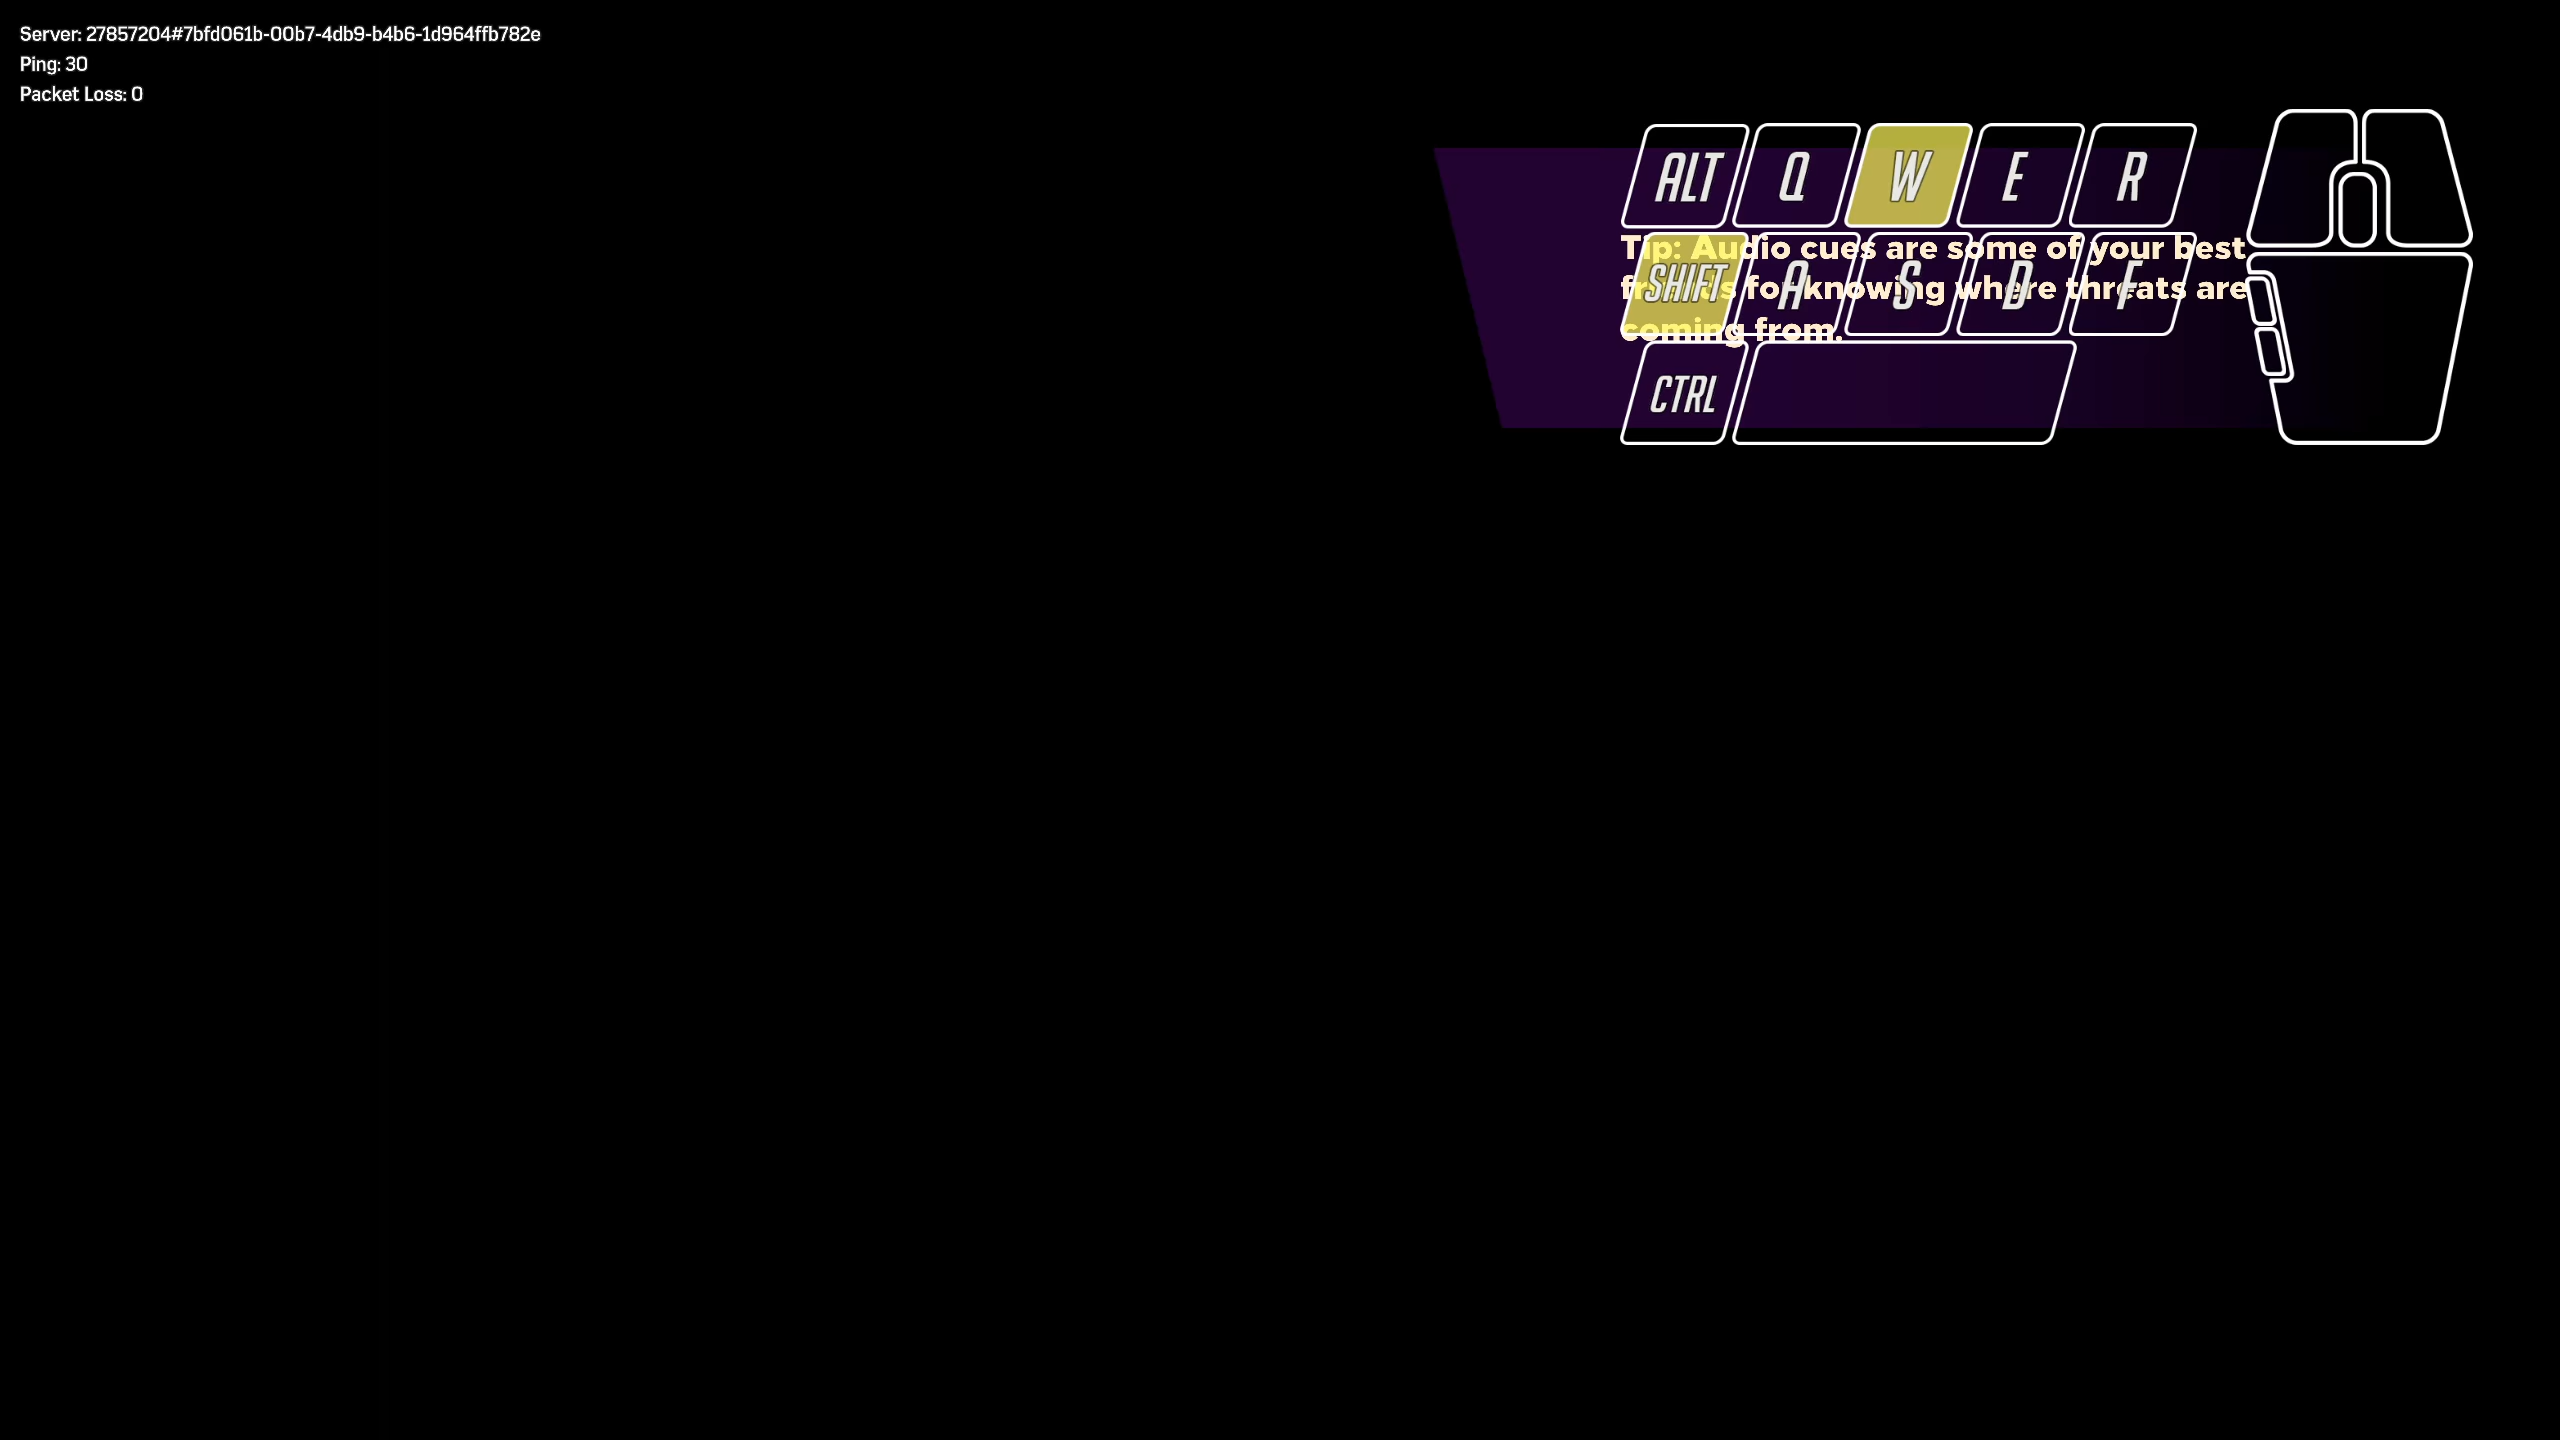 Server: 27857204#7bfd061b-00b7-4db9-b4b6-1d964ffb782e
Ping: 30
Packet Loss: 0
ALT Q W E R
Tip: Audio cues are some of your best
friends for knowing where threats are
coming from.
SHIFT A S D F
CTRL